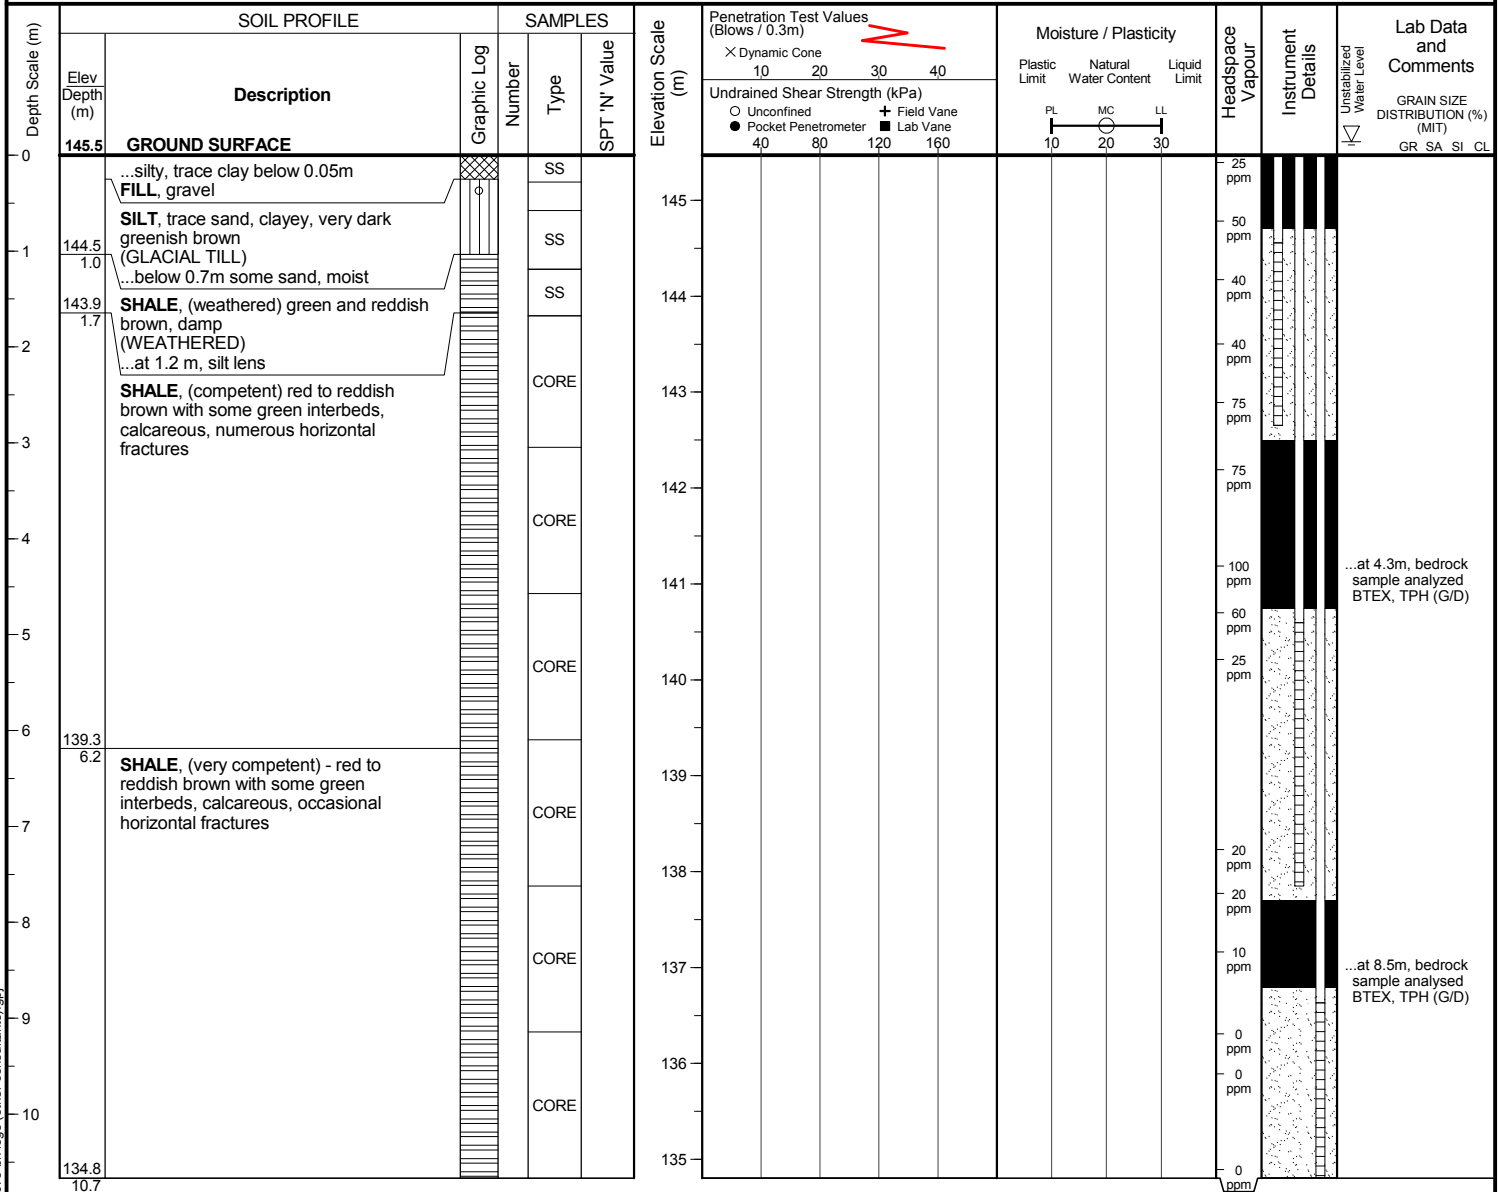 SOIL PROFILE
SAMPLES
Depth Scale (m)
Elev
Depth
(m)
Description
Graphic Log
Number
Type
SPT 'N' Value
Elevation Scale
(m)
Penetration Test Values
(Blows / 0.3m)
× Dynamic Cone
10 20 30 40
Undrained Shear Strength (kPa)
Unconfined
Field Vane
Pocket Penetrometer
Lab Vane
40 80 120 160
Moisture / Plasticity
Plastic
Limit
Natural
Water Content
Liquid
Limit
PL MC LL
10 20 30
Headspace
Vapour
Instrument
Details
Unstabilized
Water Level
Lab Data
and
Comments
GRAIN SIZE
DISTRIBUTION (%)
(MIT)
GR SA SI CL
145.5 GROUND SURFACE
0
1
2
3
4
5
6
7
8
9
10
...silty, trace clay below 0.05m
FILL, gravel
SILT, trace sand, clayey, very dark
greenish brown
(GLACIAL TILL)
...below 0.7m some sand, moist
144.5
1.0
SHALE, (weathered) green and reddish
brown, damp
(WEATHERED)
...at 1.2 m, silt lens
143.9
1.7
SHALE, (competent) red to reddish
brown with some green interbeds,
calcareous, numerous horizontal
fractures
139.3
6.2
SHALE, (very competent) - red to
reddish brown with some green
interbeds, calcareous, occasional
horizontal fractures
134.8
10.7
SS
SS
SS
CORE
CORE
CORE
CORE
CORE
CORE
145
144
143
142
141
140
139
138
137
136
135
25
ppm
50
ppm
40
ppm
40
ppm
75
ppm
75
ppm
100
ppm
60
ppm
25
ppm
20
ppm
20
ppm
10
ppm
0
ppm
0
ppm
0
ppm
...at 4.3m, bedrock
sample analyzed
BTEX, TPH (G/D)
...at 8.5m, bedrock
sample analysed
BTEX, TPH (G/D)